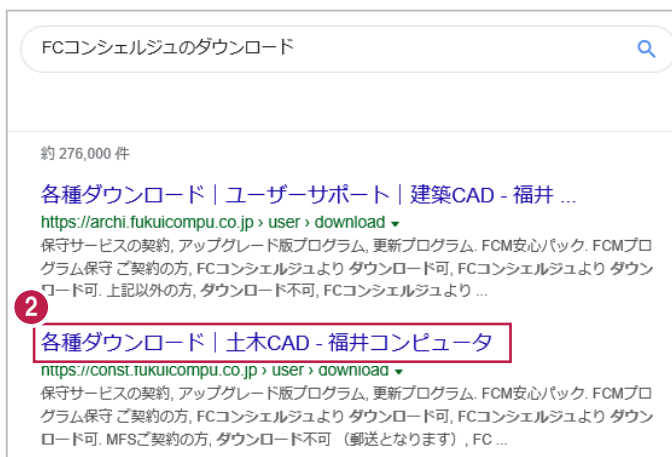 FCコンシェルジュのダウンロード
約 276,000 件
各種ダウンロード｜ユーザーサポート｜建築CAD - 福井 ...
https://archi.fukuicompu.co.jp › user › download
保守サービスの契約, アップグレード版プログラム, 更新プログラム. FCM安心パック. FCMプロ
グラム保守 ご契約の方, FCコンシェルジュより ダウンロード可, FCコンシェルジュより ダウン
ロード可. 上記以外の方, ダウンロード不可, FCコンシェルジュより ...
2
各種ダウンロード｜土木CAD - 福井コンピュータ
https://const.fukuicompu.co.jp › user › download
保守サービスの契約, アップグレード版プログラム, 更新プログラム. FCM安心パック. FCMプロ
グラム保守 ご契約の方, FCコンシェルジュより ダウンロード可, FCコンシェルジュより ダウン
ロード可. MFSご契約の方, ダウンロード不可 （郵送となります）, FC ...